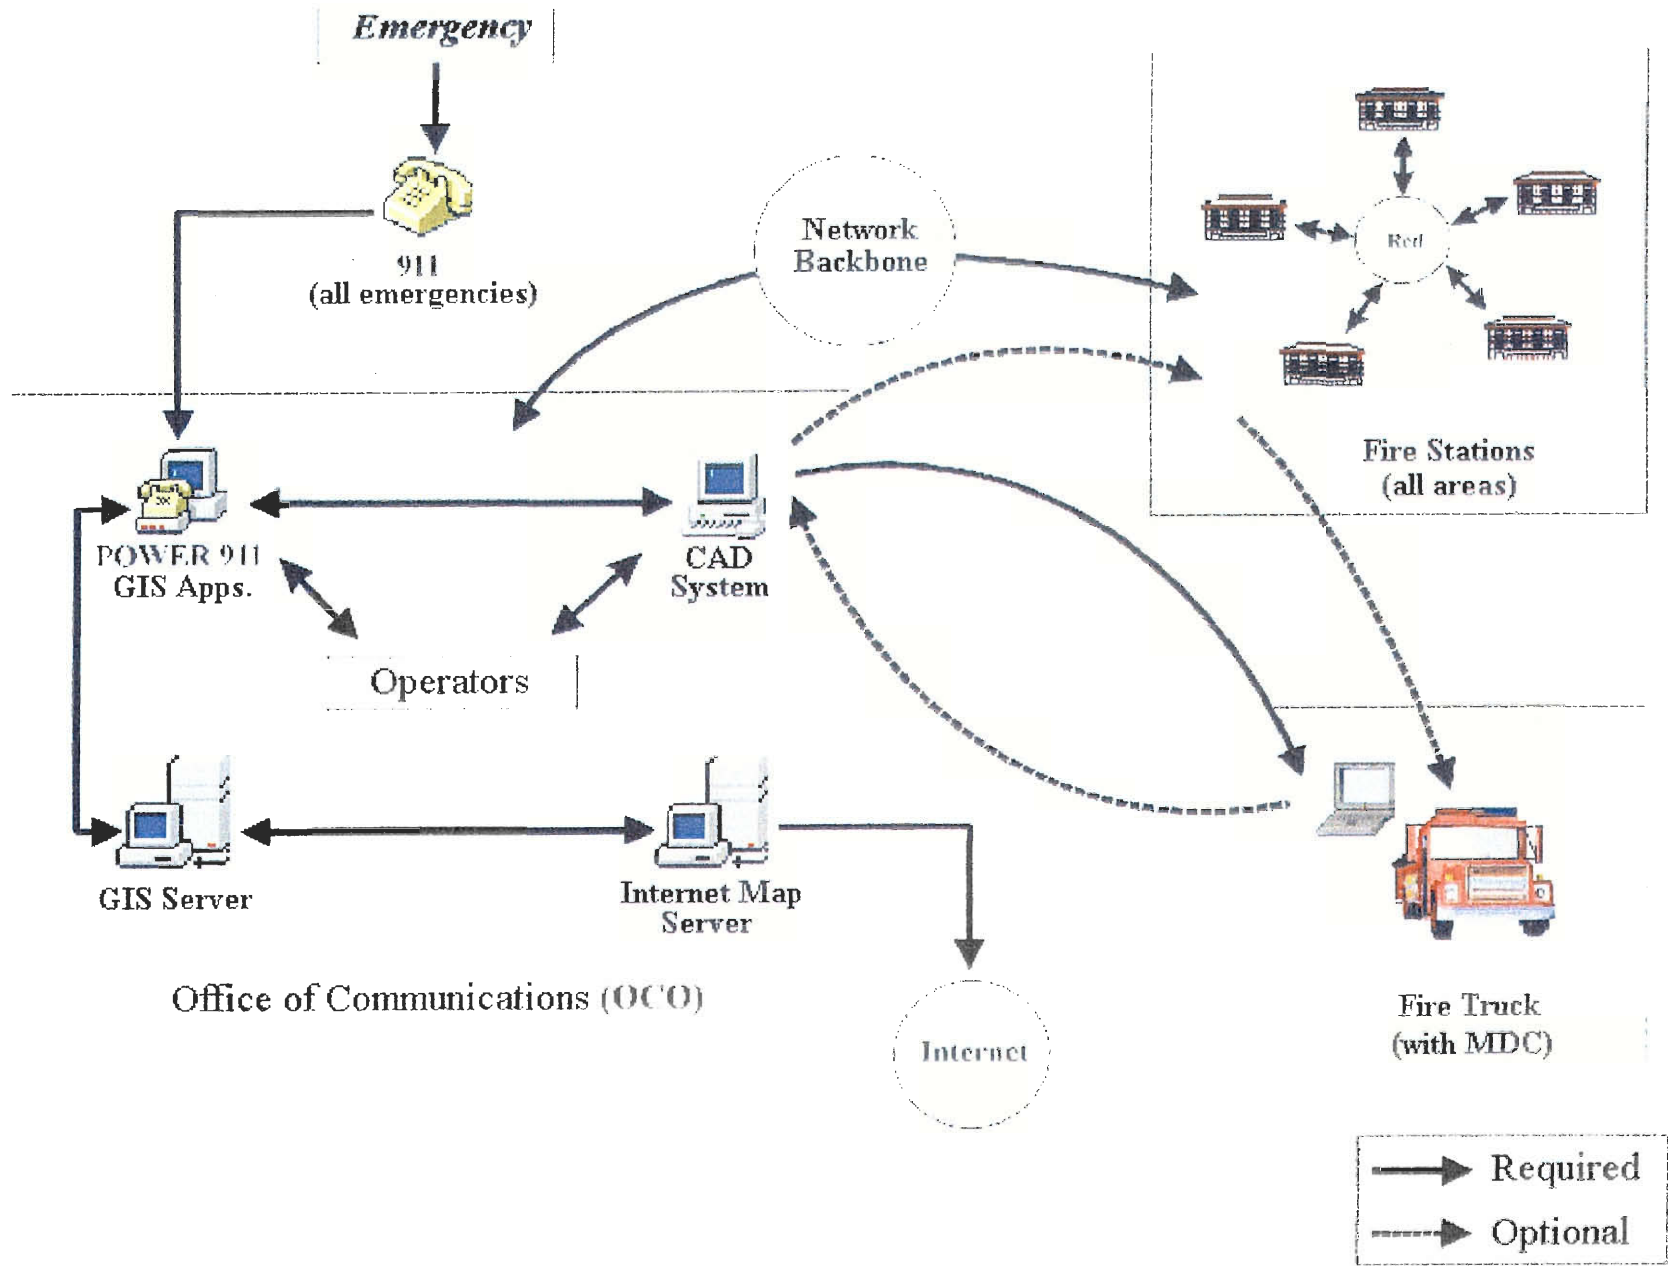 Emergency
911
(all emergencies)
Network
Backbone
Red
Fire Stations
(all areas)
POWER 911
GIS Apps.
CAD
System
Operators
GIS Server
Internet Map
Server
Office of Communications (OCO)
Internet
Fire Truck
(with MDC)
Required
Optional